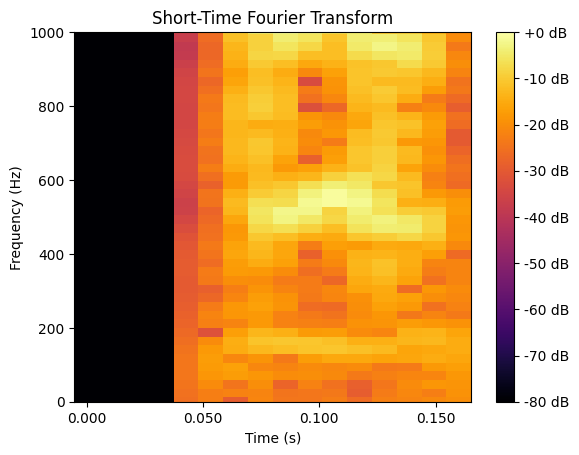 Short-Time Fourier Transform
1000
800
600
400
200
0
Frequency (Hz)
0.000
0.050
0.100
0.150
Time (s)
+0 dB
-10 dB
-20 dB
-30 dB
-40 dB
-50 dB
-60 dB
-70 dB
-80 dB